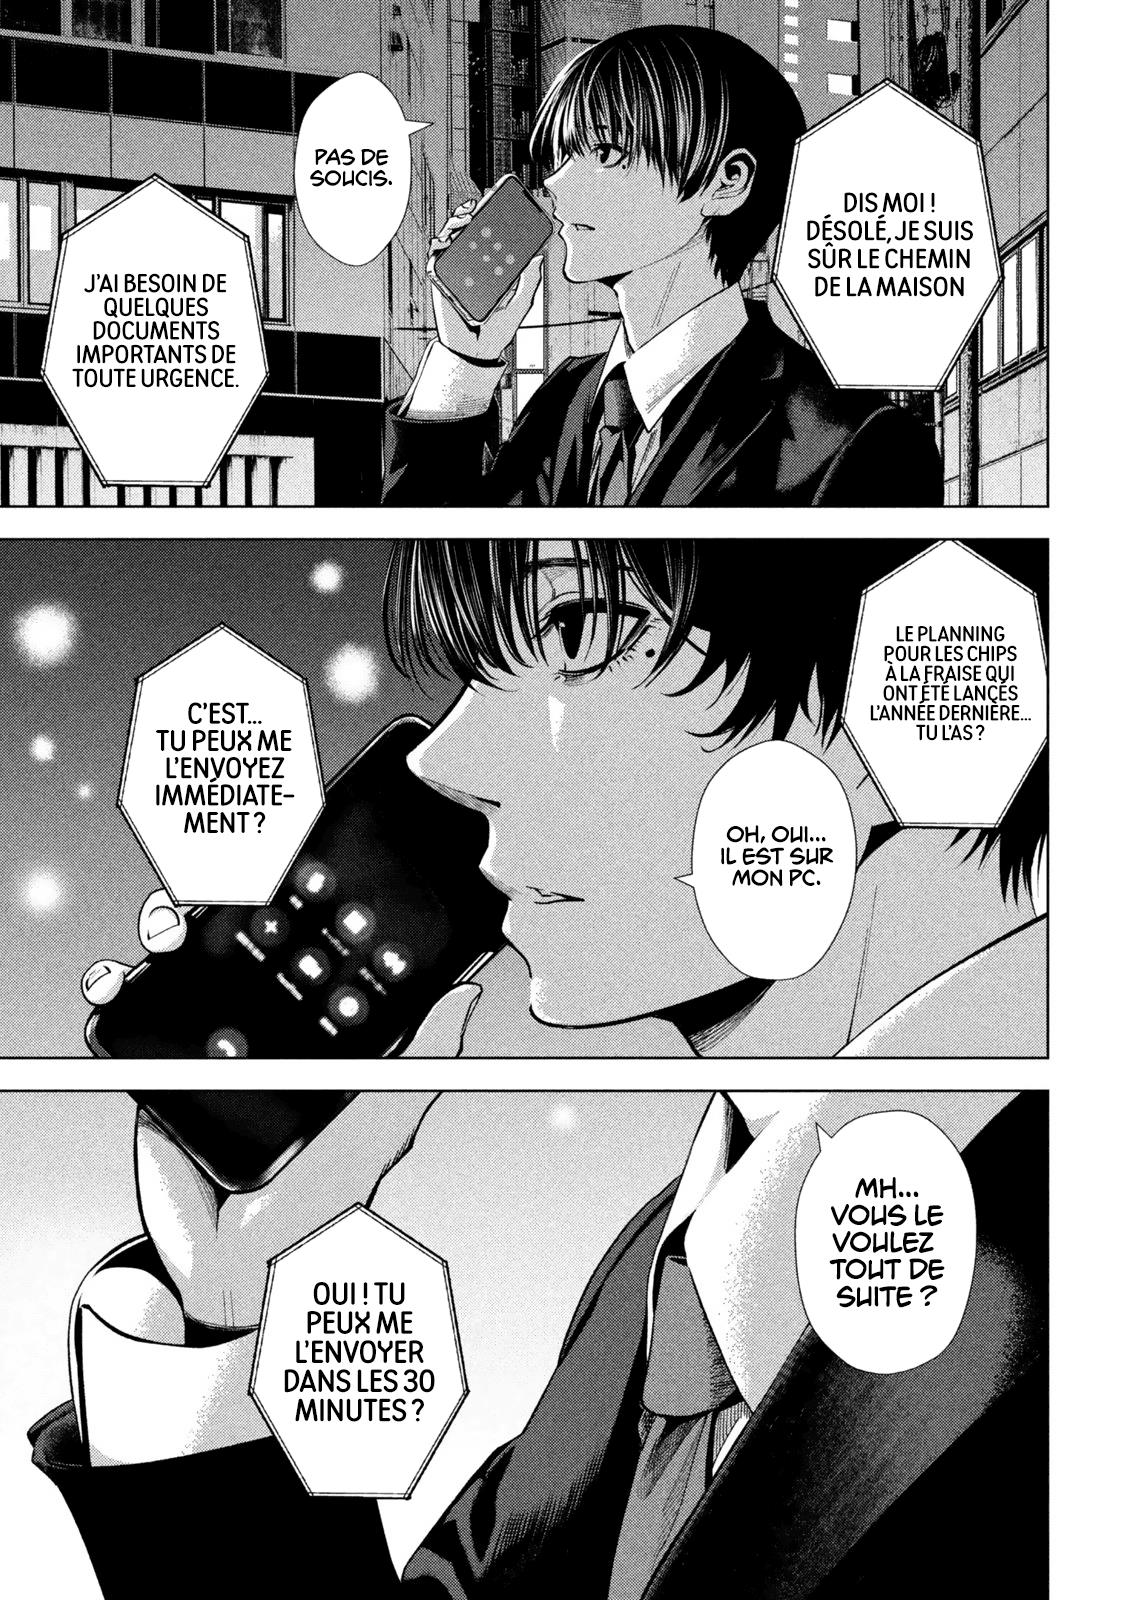 DIS MOI !
DÉSOLÉ, JE SUIS
SÛR LE CHEMIN
DE LA MAISON
PAS DE
SOUCIS.
J'AI BESOIN DE
QUELQUES
DOCUMENTS
IMPORTANTS DE
TOUTE URGENCE.
LE PLANNING
POUR LES CHIPS
À LA FRAISE QUI
ONT ÉTÉ LANCÉS
L'ANNÉE DERNIÈRE...
TU L'AS ?
OH, OUI...
IL EST SUR
MON PC.
C'EST...
TU PEUX ME
L'ENVOYEZ
IMMÉDIATE-
MENT ?
MH...
VOUS LE
VOULEZ
TOUT DE
SUITE ?
OUI ! TU
PEUX ME
L'ENVOYER
DANS LES 30
MINUTES ?